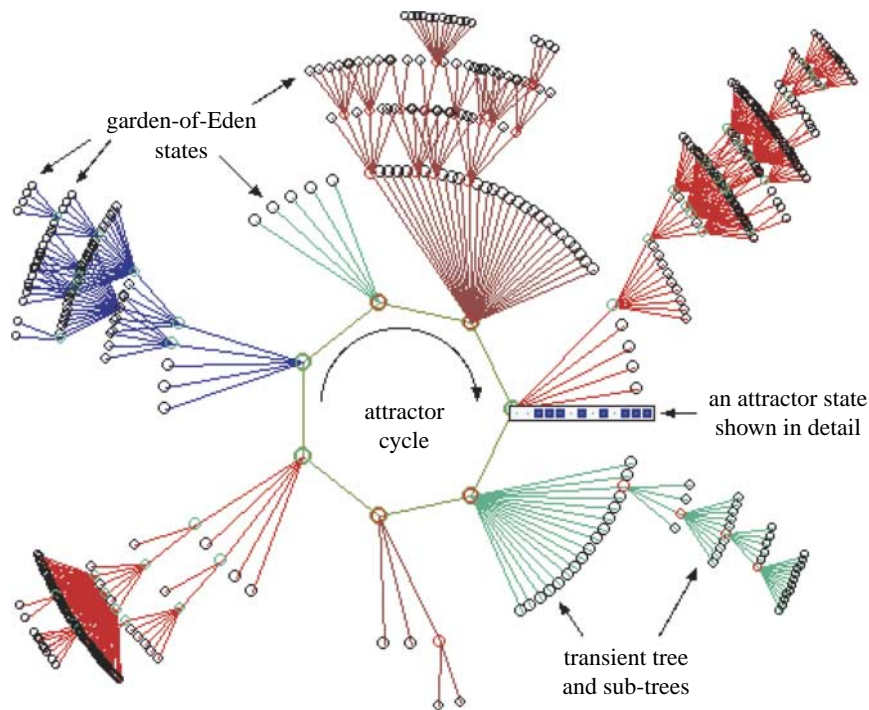 garden-of-Eden
states
attractor
cycle
an attractor state
shown in detail
transient tree
and sub-trees